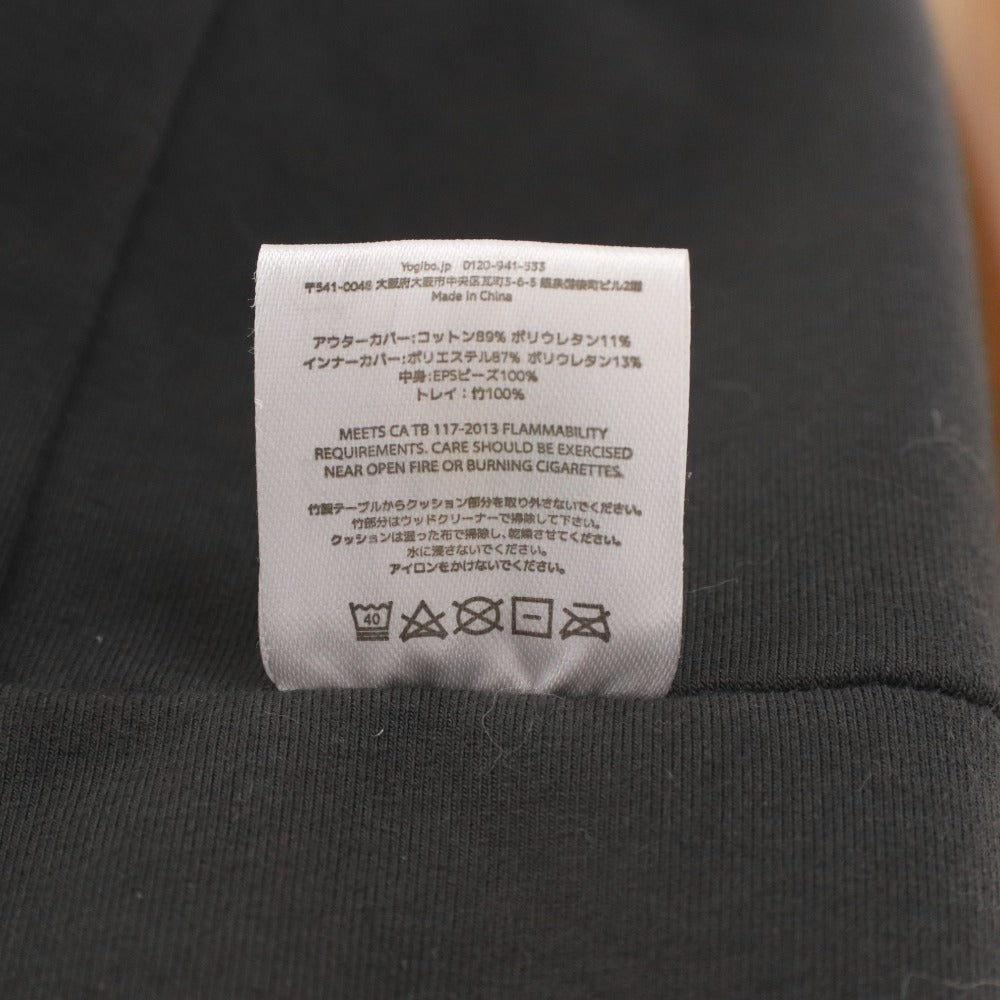 Yogibo.jp 0120-941-533
〒541-0048 大阪府大阪市中央区瓦町3-6-5 備後町ビル2階
Made in China
アウターカバー:コットン89% ポリウレタン11%
インナーカバー:ポリエステル87% ポリウレタン13%
中身:EPSビーズ100%
トレイ:竹100%
MEETS CA TB 117-2013 FLAMMABILITY
REQUIREMENTS. CARE SHOULD BE EXERCISED
NEAR OPEN FIRE OR BURNING CIGARETTES.
竹製テーブルからクッション部分を取り外さないでください。
竹部分はウッドクリーナーで掃除して下さい。
クッションは湿った布で掃除し、乾燥させてください。
水に浸さないでください。
アイロンをかけないでください。
40